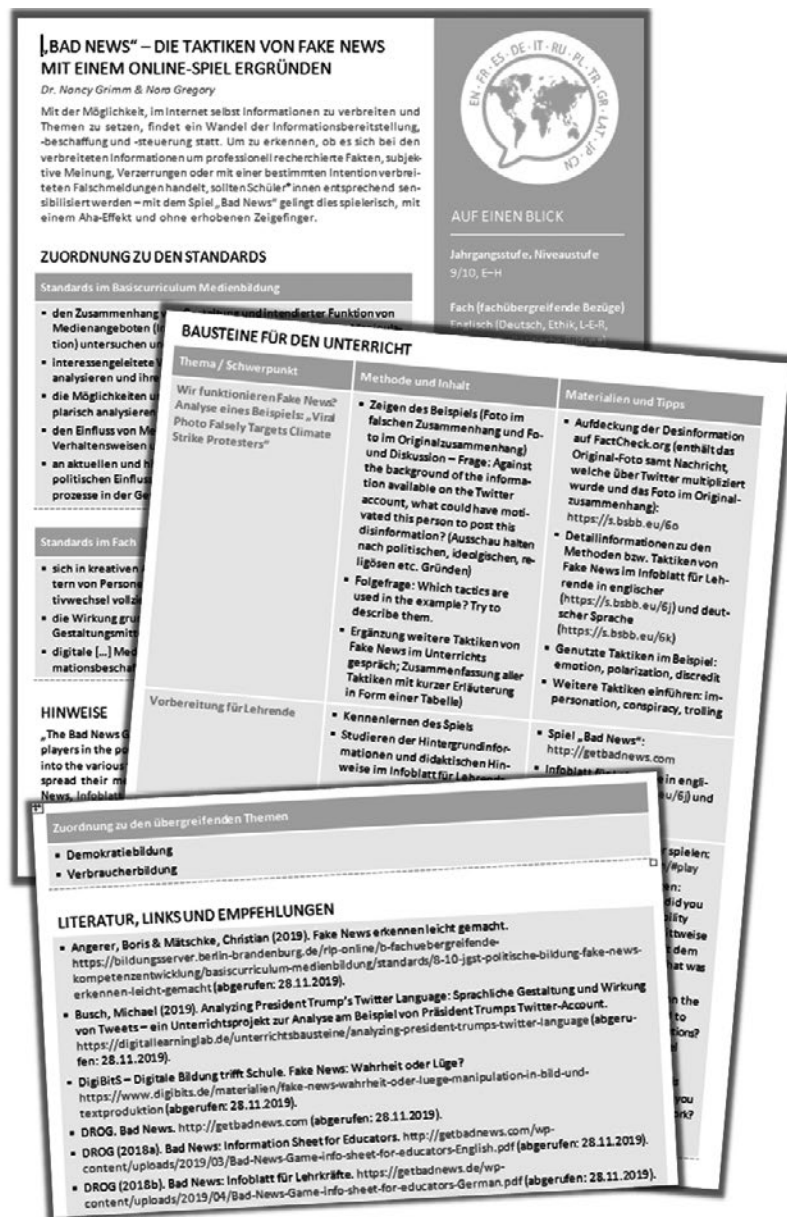 „BAD NEWS“ – DIE TAKTIKEN VON FAKE NEWS
MIT EINEM ONLINE-SPIEL ERGRÜNDEN
Dr. Nancy Grimm & Nora Gregory
Mit der Möglichkeit, im Internet selbst Informationen zu verbreiten und
Themen zu setzen, findet ein Wandel der Informationsbereitstellung,
-beschaffung und -steuerung statt. Um zu erkennen, ob es sich bei den
verbreiteten Informationen um professionell recherchierte Fakten, subjek-
tive Meinung, Verzerrungen oder mit einer bestimmten Intention verbrei-
teten Falschmeldungen handelt, sollten Schüler*innen entsprechend sen-
sibilisiert werden – mit dem Spiel „Bad News“ gelingt dies spielerisch, mit
einem Aha-Effekt und ohne erhobenen Zeigefinger.
EN · FR · ES · DE · IT · RU · PL · TR · GR · LAT · JP · CN
AUF EINEN BLICK
Jahrgangsstufe, Niveaustufe
9/10, E–H
Fach (fachübergreifende Bezüge)
Englisch (Deutsch, Ethik, L-E-R,
ZUORDNUNG ZU DEN STANDARDS
Standards im Basiscurriculum Medienbildung
▪ den Zusammenhang
Medienangeboten
tion) untersuchen
▪ interessengeleitete
analysieren und ihre
▪ die Möglichkeiten
plarisch analysieren
▪ den Einfluss von
Verhaltensweisen
▪ an aktuellen und
politischen Einfluss
prozesse in der
Standards im Fach
▪ sich in kreativen
tern von
tivwechsel
▪ die Wirkung
Gestaltungsmitt
▪ digitale [...]
mationsbeschaf
HINWEISE
„The Bad News
players in the
into the various
spread their
News, Infoblatt
BAUSTEINE FÜR DEN UNTERRICHT
Thema / Schwerpunkt
Wir funktionieren Fake News?
Analyse eines Beispiels: „Viral
Photo Falsely Targets Climate
Strike Protesters“
Methode und Inhalt
▪ Zeigen des Beispiels (Foto im
falschen Zusammenhang und Fo-
to im Originalzusammenhang)
und Diskussion – Frage: Against
the background of the informa-
tion available on the Twitter
account, what could have moti-
vated this person to post this
disinformation? (Ausschau halten
nach politischen, ideolgischen, re-
ligösen etc. Gründen)
▪ Folgefrage: Which tactics are
used in the example? Try to
describe them.
▪ Ergänzung weitere Taktiken von
Fake News im Unterrichts
gespräch; Zusammenfassung aller
Taktiken mit kurzer Erläuterung
in Form einer Tabelle)
Materialien und Tipps
▪ Aufdeckung der Desinformation
auf FactCheck.org (enthält das
Original-Foto samt Nachricht,
welche über Twitter multipliziert
wurde und das Foto im Original-
zusammenhang):
https://s.bsbb.eu/6o
▪ Detailinformationen zu den
Methoden bzw. Taktiken von
Fake News im Infoblatt für Leh-
rende in englischer
(https://s.bsbb.eu/6j) und deut-
scher Sprache
(https://s.bsbb.eu/6k)
▪ Genutzte Taktiken im Beispiel:
emotion, polarization, discredit
▪ Weitere Taktiken einführen: im-
personation, conspiracy, trolling
Vorbereitung für Lehrende
▪ Kennenlernen des Spiels
▪ Studieren der Hintergrundinfor-
mationen und didaktischen Hin-
weise im Infoblatt für Lehrende
▪ Spiel „Bad News“:
http://getbadnews.com
▪ Infoblatt für in engli-
/6j) und
spielen:
/#play
did you
ttweise
dem
what was
the
to
you
Zuordnung zu den übergreifenden Themen
▪ Demokratiebildung
▪ Verbraucherbildung
LITERATUR, LINKS UND EMPFEHLUNGEN
▪ Angerer, Boris & Mätschke, Christian (2019). Fake News erkennen leicht gemacht.
https://bildungsserver.berlin-brandenburg.de/rlp-online/b-fachuebergreifende-
kompetenzentwicklung/basiscurriculum-medienbildung/standards/8-10-jgst-politische-bildung-fake-news-
erkennen-leicht-gemacht (abgerufen: 28.11.2019).
▪ Busch, Michael (2019). Analyzing President Trump’s Twitter Language: Sprachliche Gestaltung und Wirkung
von Tweets – ein Unterrichtsprojekt zur Analyse am Beispiel von Präsident Trumps Twitter-Account.
https://digitallearninglab.de/unterrichtsbausteine/analyzing-president-trumps-twitter-language (abgeru-
fen: 28.11.2019).
▪ DigiBitS – Digitale Bildung trifft Schule. Fake News: Wahrheit oder Lüge?
https://www.digibits.de/materialien/fake-news-wahrheit-oder-luege-manipulation-in-bild-und-
textproduktion (abgerufen: 28.11.2019).
▪ DROG. Bad News. http://getbadnews.com (abgerufen: 28.11.2019).
▪ DROG (2018a). Bad News: Information Sheet for Educators. http://getbadnews.com/wp-
content/uploads/2019/03/Bad-News-Game-info-sheet-for-educators-English.pdf (abgerufen: 28.11.2019).
▪ DROG (2018b). Bad News: Infoblatt für Lehrkräfte. https://getbadnews.de/wp-
content/uploads/2019/04/Bad-News-Game-info-sheet-for-educators-German.pdf (abgerufen: 28.11.2019).